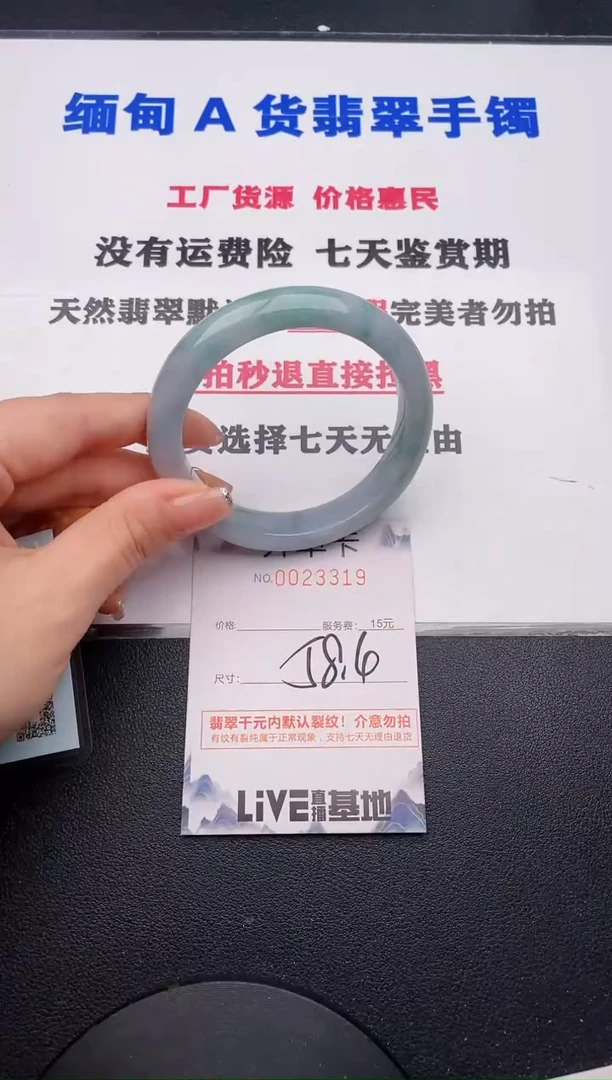 缅甸 A 货翡翠手镯
工厂货源 价格惠民
没有运费险 七天鉴赏期
天然翡翠默 完美者勿拍
拍秒退直接拉黑
选择七天无 由
卡
NO.0023319
价格: 服务费: 15元
尺寸: 58.6
翡翠千元内默认裂纹！介意勿拍
有纹有裂纯属于正常现象，支持七天无理由退货
LiVE直播基地